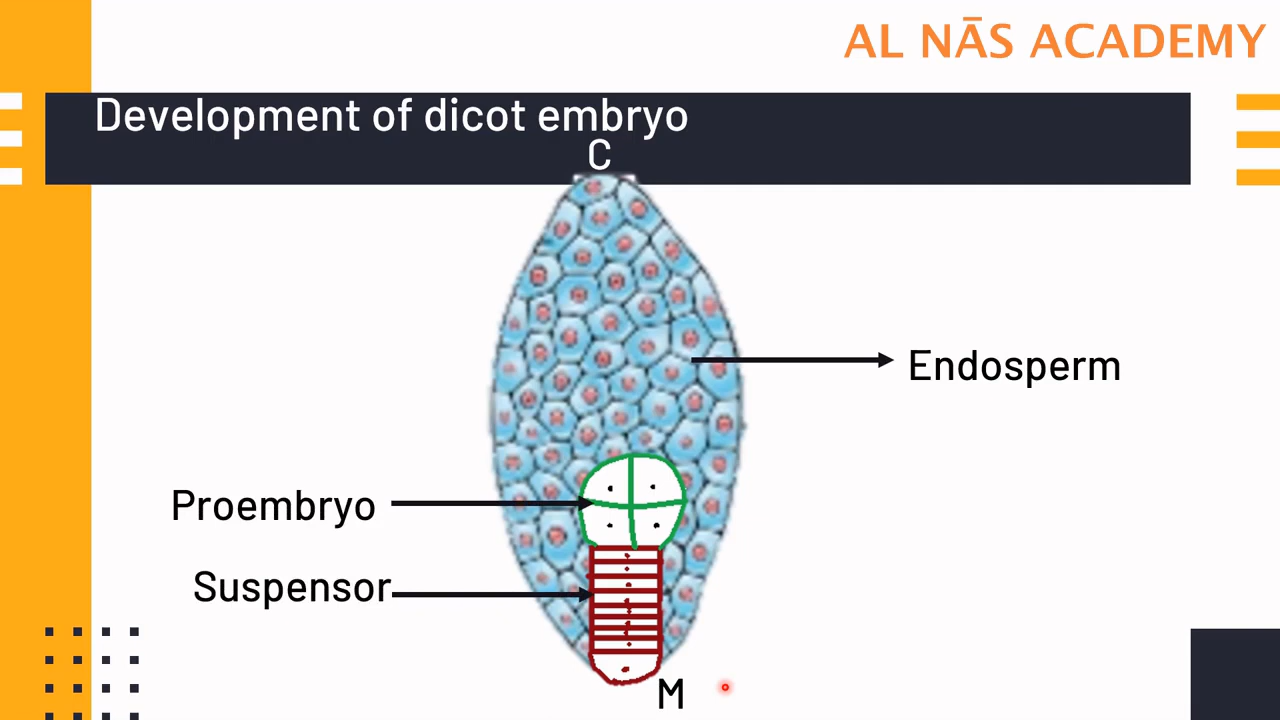 AL NĀS ACADEMY
Development of dicot embryo
C
Endosperm
Proembryo
Suspensor
M